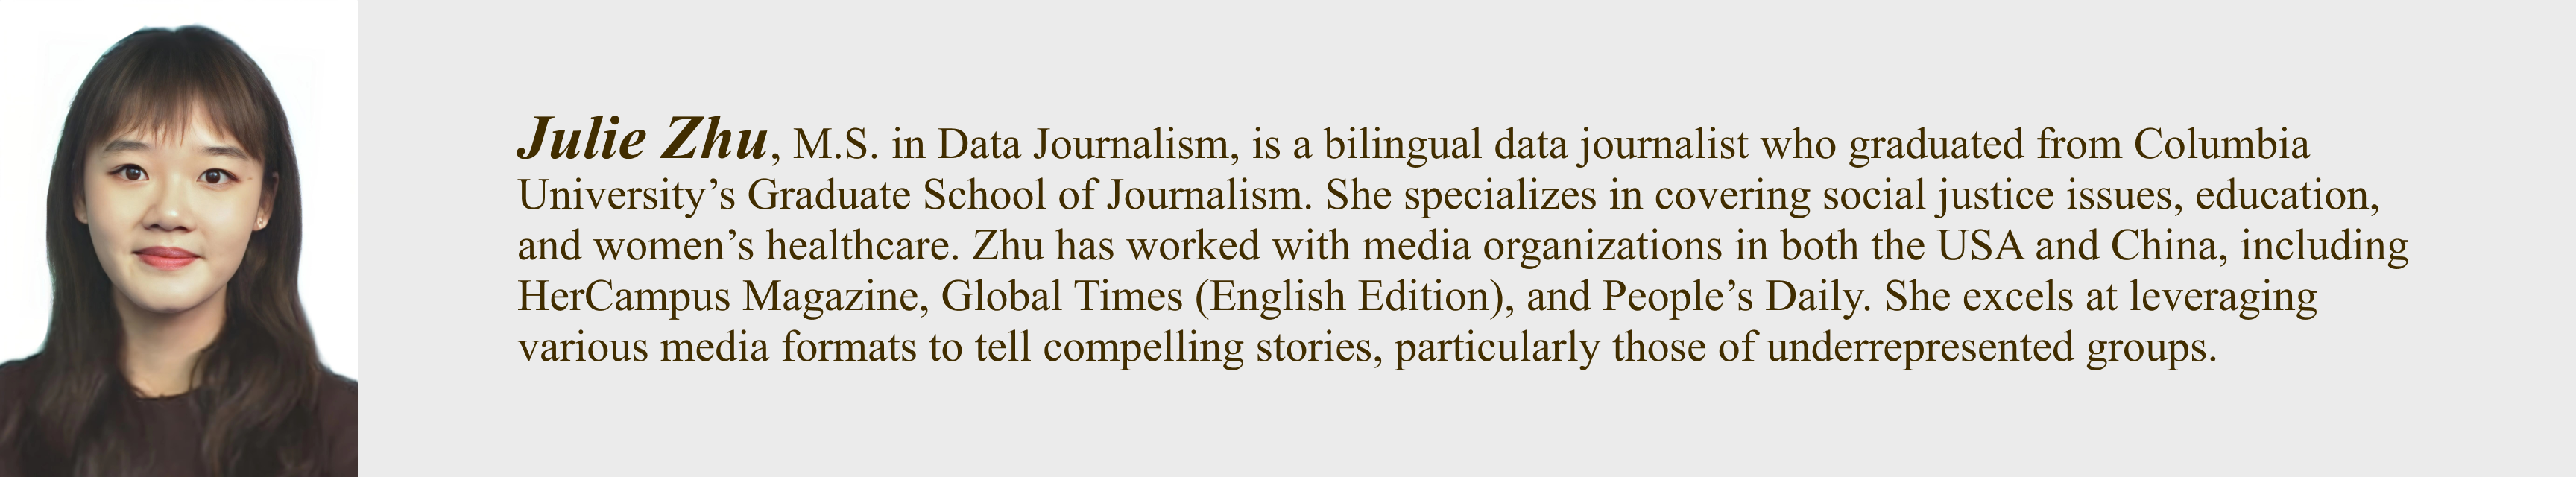 Julie Zhu, M.S. in Data Journalism, is a bilingual data journalist who graduated from Columbia
University’s Graduate School of Journalism. She specializes in covering social justice issues, education,
and women’s healthcare. Zhu has worked with media organizations in both the USA and China, including
HerCampus Magazine, Global Times (English Edition), and People’s Daily. She excels at leveraging
various media formats to tell compelling stories, particularly those of underrepresented groups.